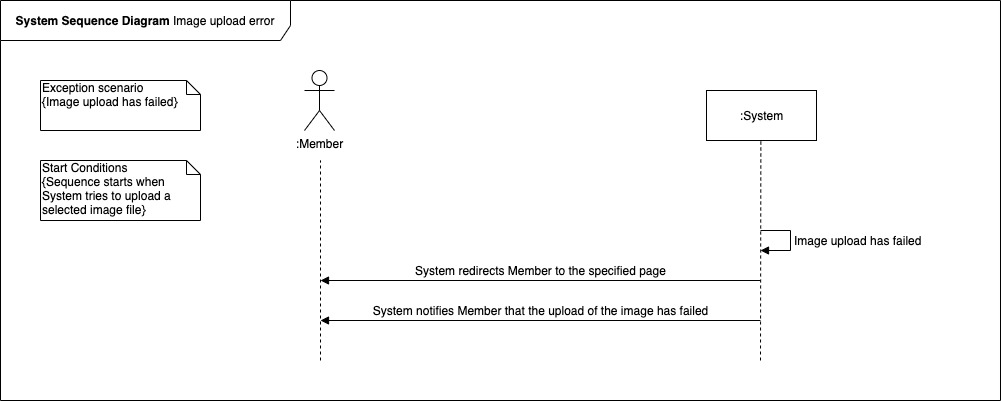 System Sequence Diagram Image upload error
Exception scenario
{Image upload has failed}
:Member
:System
Start Conditions
{Sequence starts when
System tries to upload a
selected image file}
Image upload has failed
System redirects Member to the specified page
System notifies Member that the upload of the image has failed